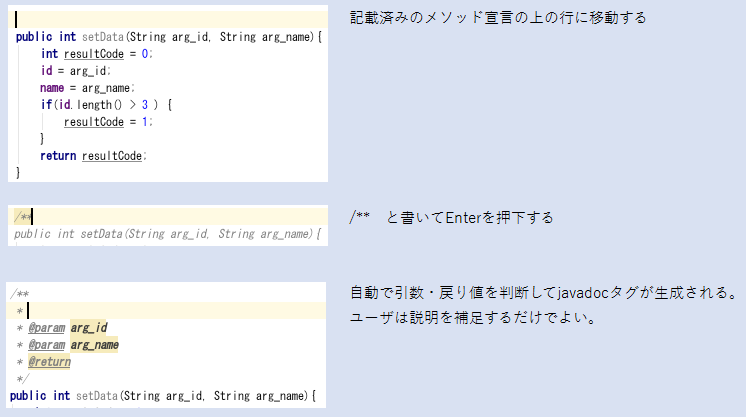 記載済みのメソッド宣言の上の行に移動する
public int setData(String arg_id, String arg_name){
int resultCode = 0;
id = arg_id;
name = arg_name;
if(id.length() > 3 ) {
resultCode = 1;
}
return resultCode;
}
/**
/**　と書いてEnterを押下する
public int setData(String arg_id, String arg_name){
/**
自動で引数・戻り値を判断してjavadocタグが生成される。
*
ユーザは説明を補足するだけでよい。
* @param arg_id
* @param arg_name
* @return
*/
public int setData(String arg_id, String arg_name){